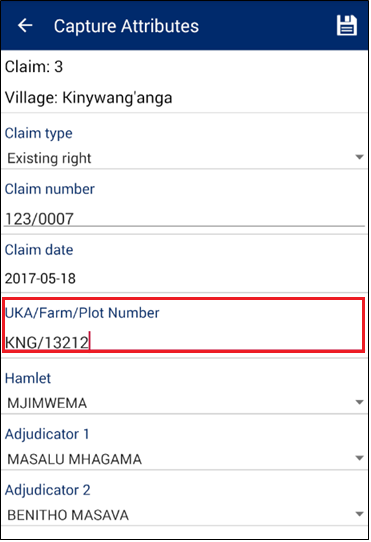 Capture Attributes
Claim: 3
Village: Kinywang'anga
Claim type
Existing right
Claim number
123/0007
Claim date
2017-05-18
UKA/Farm/Plot Number
KNG/13212
Hamlet
MJIMWEMA
Adjudicator 1
MASALU MHAGAMA
Adjudicator 2
BENITHO MASAVA